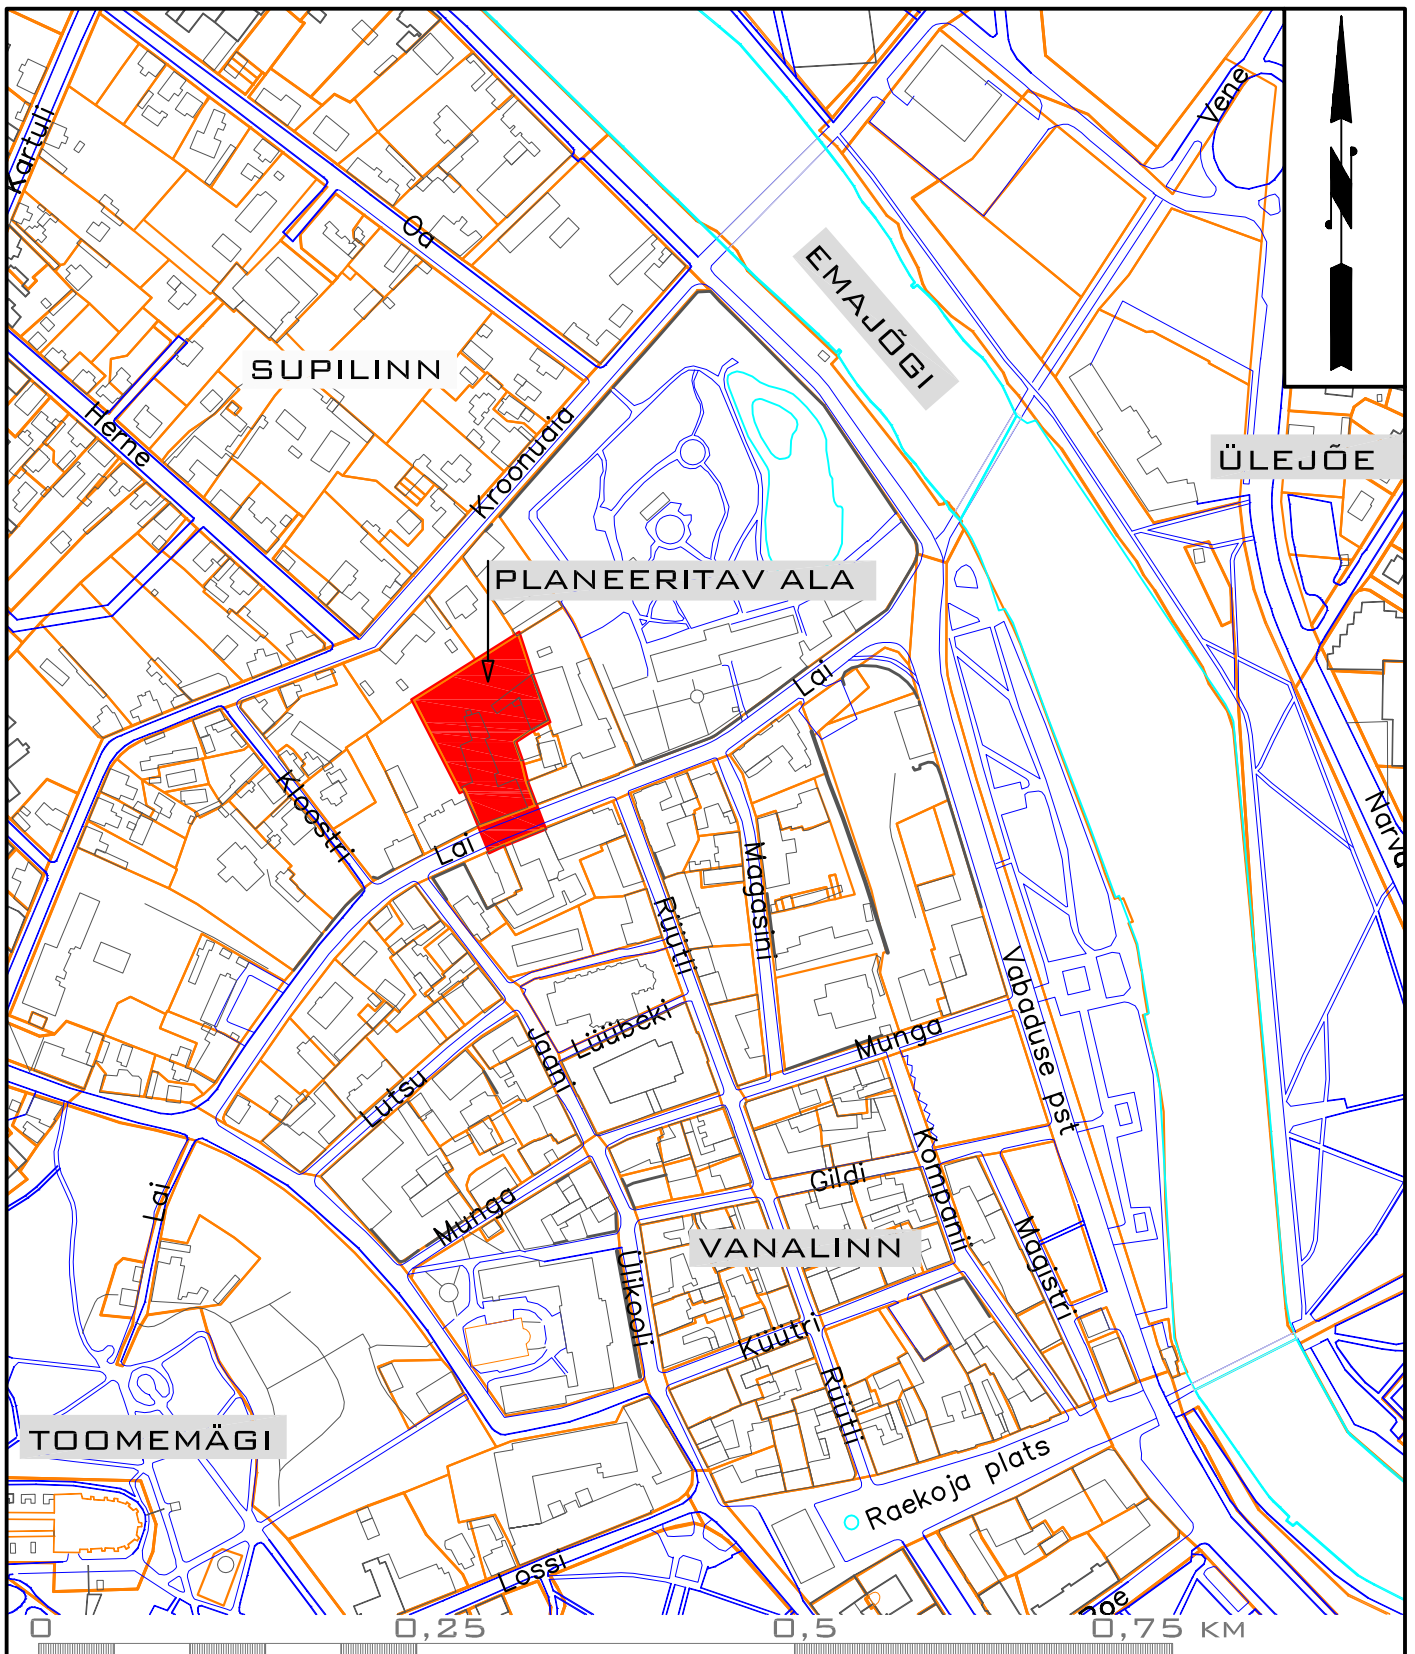 Kartuli
Oa
Vene
N
EMAJÕGI
SUPILINN
Herne
Kroonuaia
ÜLEJÕE
PLANEERITAV ALA
Lai
Kloostri
Lai
Magasini
Narva
Rüütli
Vabaduse pst
Lüübeki
Munga
Jaani
Lutsu
Kompanii
Gildi
Lai
Munga
Magistri
VANALINN
Ülikooli
Küütri
Rüütli
TOOMEMÄGI
Raekoja plats
Lossi
0 0,25 0,5 0,75 KM